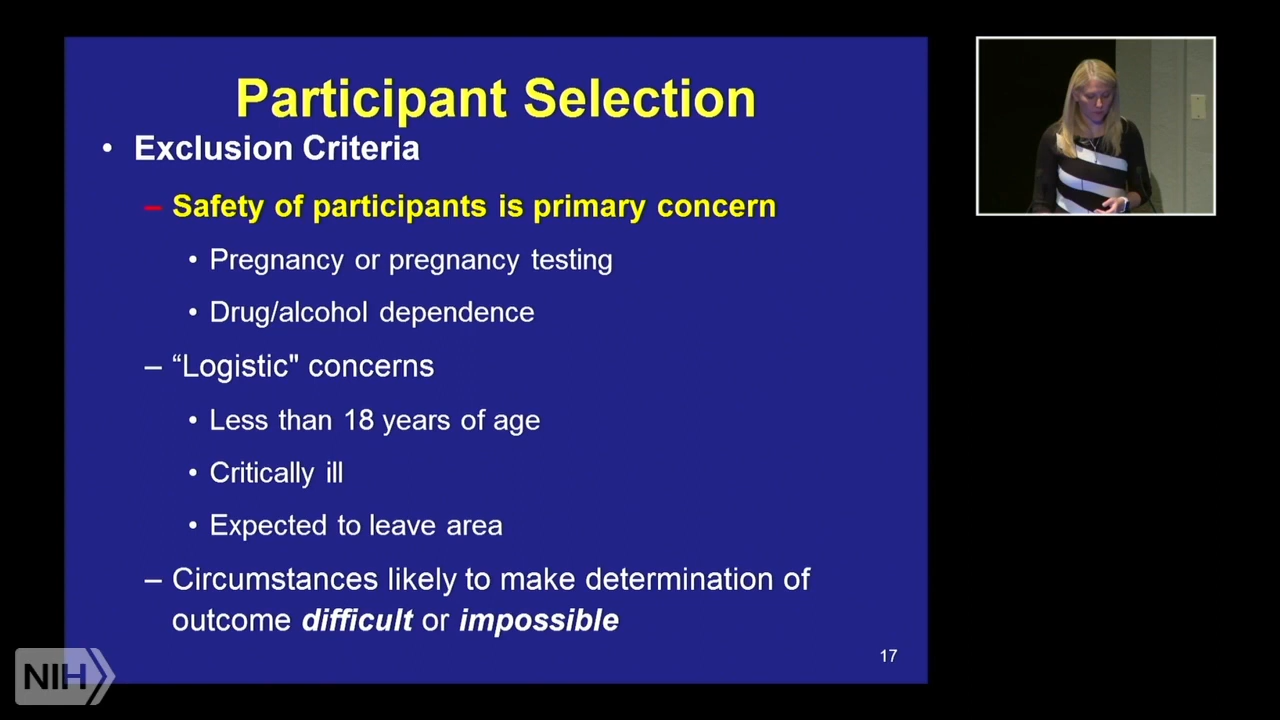 Participant Selection
• Exclusion Criteria
– Safety of participants is primary concern
• Pregnancy or pregnancy testing
• Drug/alcohol dependence
– “Logistic" concerns
• Less than 18 years of age
• Critically ill
• Expected to leave area
– Circumstances likely to make determination of
outcome difficult or impossible
17
NIH